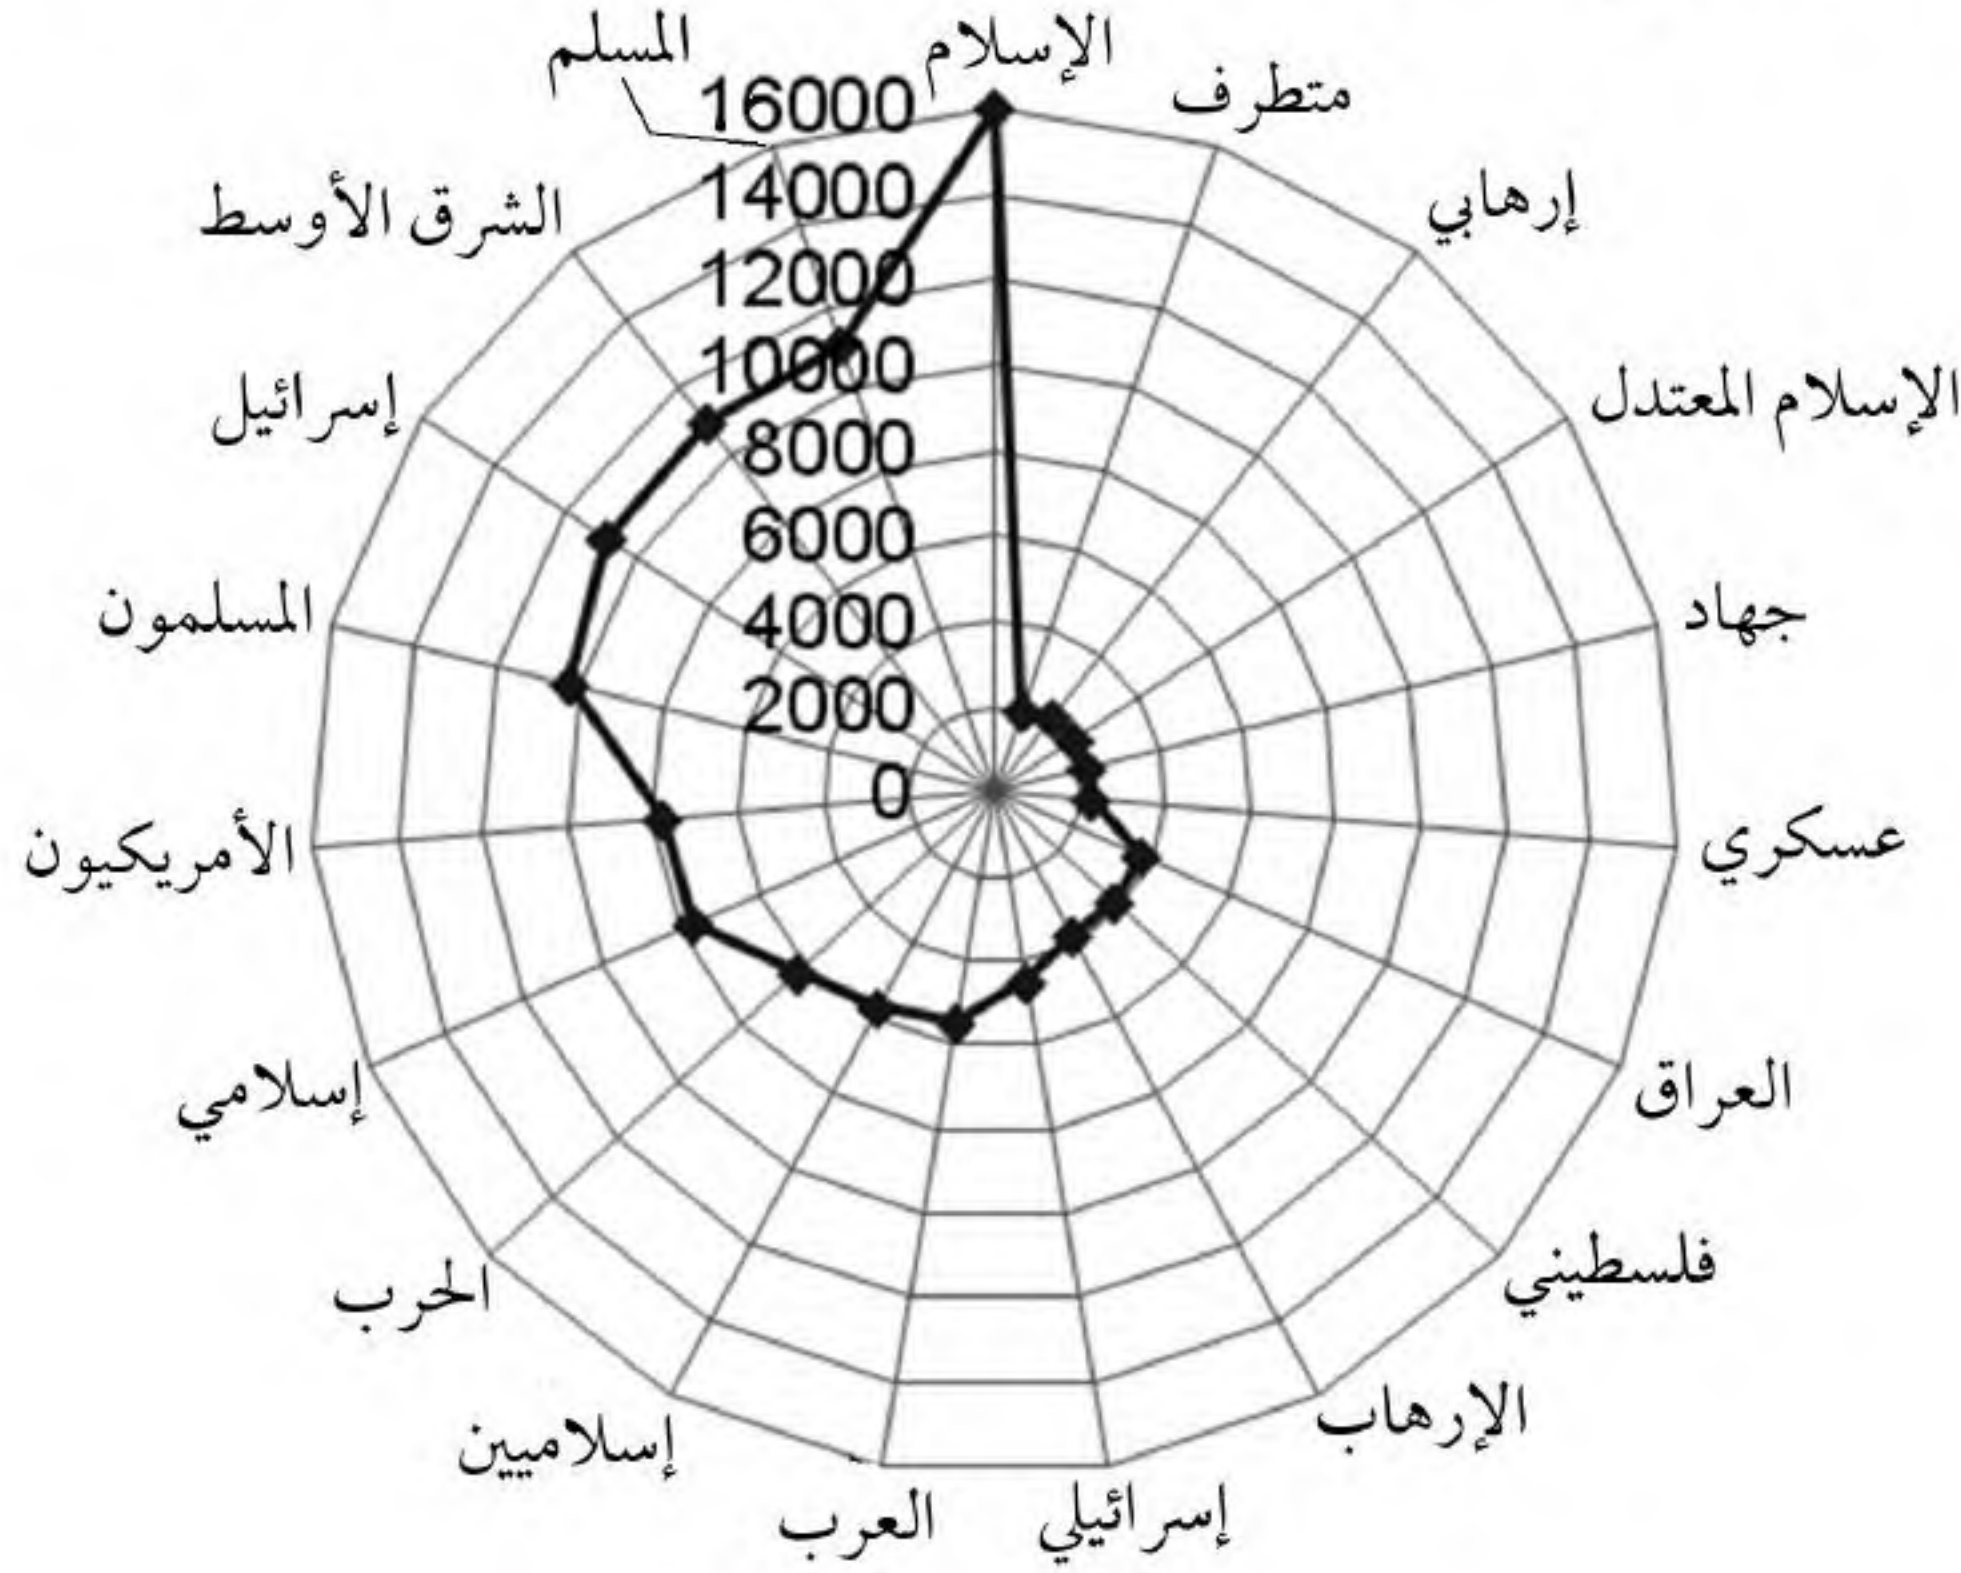 الإسلام
متطرف
إرهابي
الإسلام المعتدل
جهاد
عسكري
العراق
فلسطيني
الإرهاب
إسرائيلي
العرب
إسلاميين
الحرب
إسلامي
الأمريكيون
المسلمون
إسرائيل
الشرق الأوسط
المسلم
16000
14000
12000
10000
8000
6000
4000
2000
0